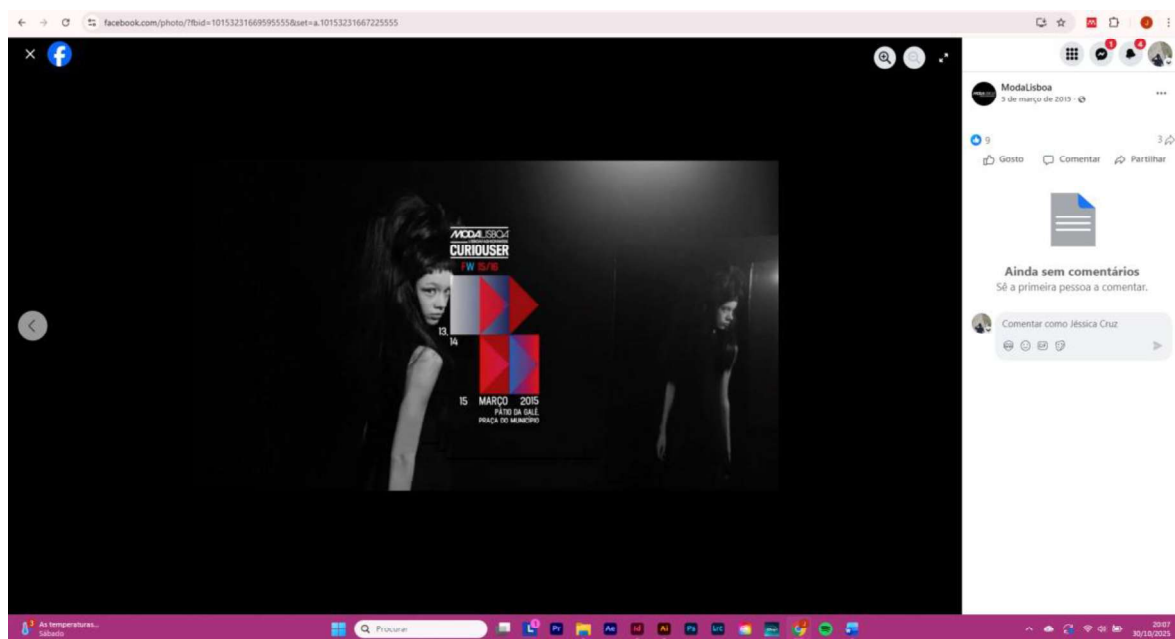 facebook.com/photo/?fbid=10153231669595555&set=a.10153231667225555
ModaLisboa
5 de março de 2015
9
3
Gosto
Comentar
Partilhar
Ainda sem comentários
Sê a primeira pessoa a comentar.
Comentar como Jéssica Cruz
MODALISBOA
CURIOUSER
FW 15/16
13,
14
15 MARÇO 2015
PÁTIO DA GALÉ,
PRAÇA DO MUNICÍPIO
3
As temperaturas...
Sábado
Procurar
20:07
30/10/2025